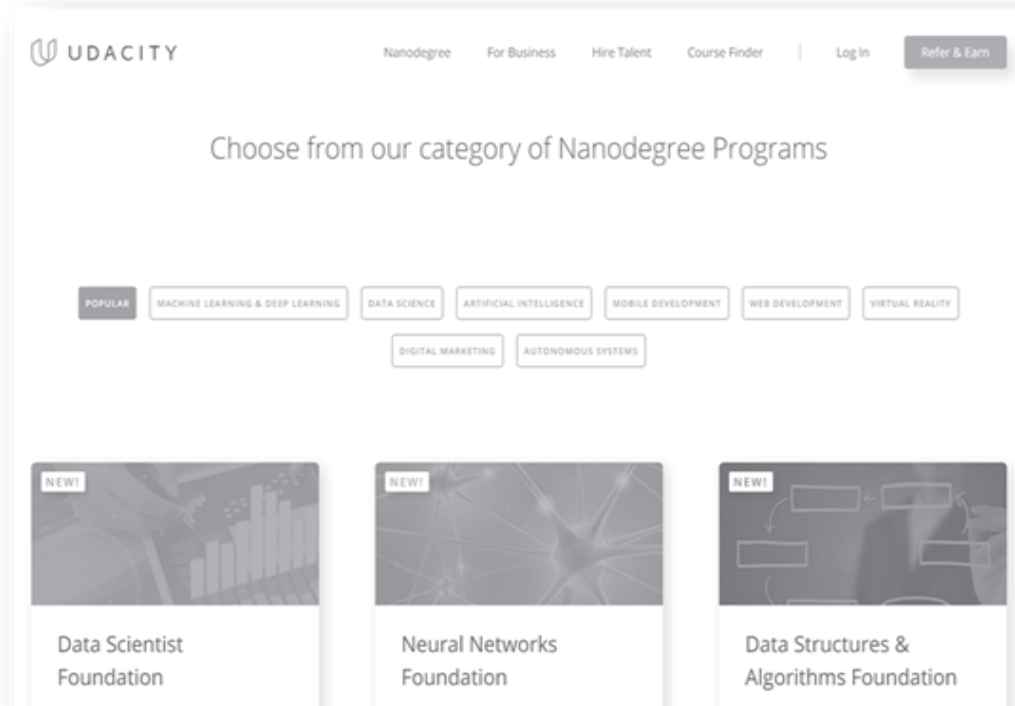 UDACITY
Nanodegree For Business Hire Talent Course Finder Log In Refer & Earn
Choose from our category of Nanodegree Programs
POPULAR MACHINE LEARNING & DEEP LEARNING DATA SCIENCE ARTIFICIAL INTELLIGENCE MOBILE DEVELOPMENT WEB DEVELOPMENT VIRTUAL REALITY
DIGITAL MARKETING AUTONOMOUS SYSTEMS
NEW!
Data Scientist
Foundation
NEW!
Neural Networks
Foundation
NEW!
Data Structures &
Algorithms Foundation